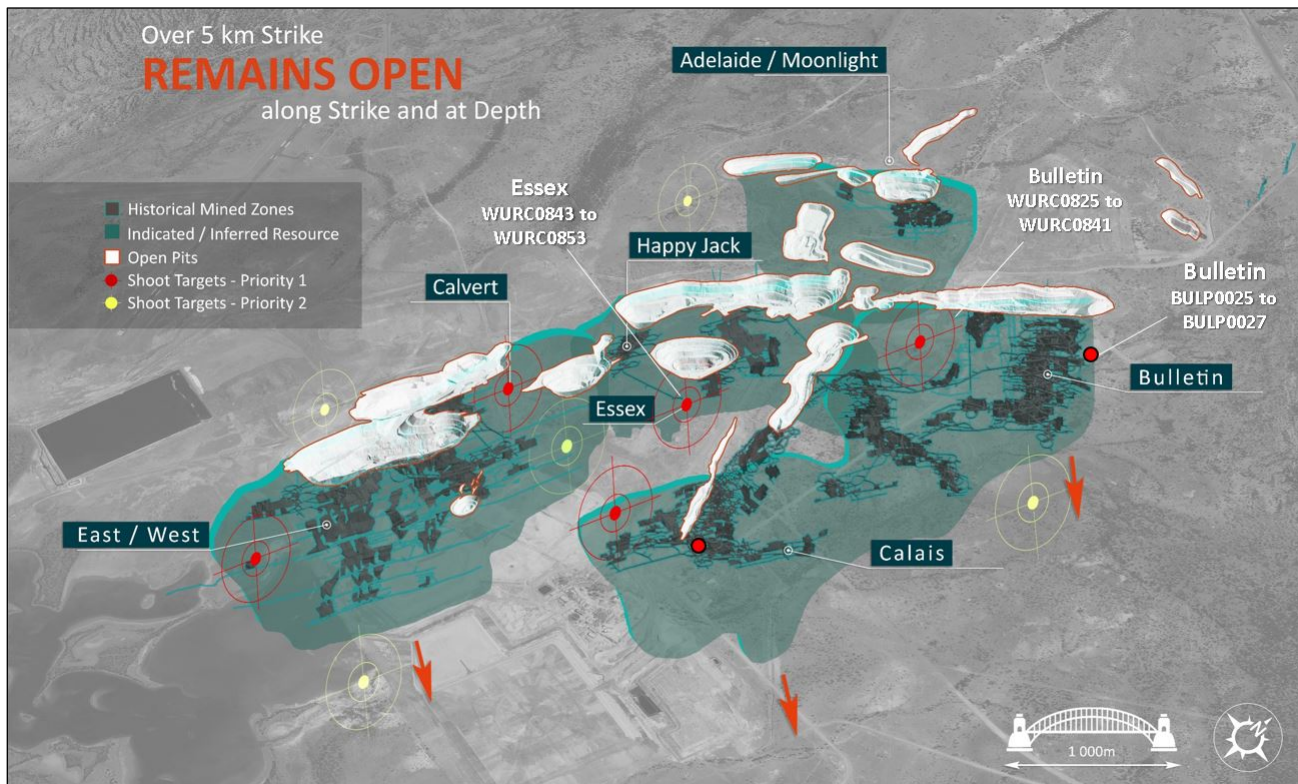 Over 5 km Strike
REMAINS OPEN
along Strike and at Depth
Historical Mined Zones
Indicated / Inferred Resource
Open Pits
Shoot Targets - Priority 1
Shoot Targets - Priority 2
Adelaide / Moonlight
Essex
WURC0843 to
WURC0853
Bulletin
WURC0825 to
WURC0841
Happy Jack
Calvert
Bulletin
BULP0025 to
BULP0027
Bulletin
Essex
East / West
Calais
1 000m
N